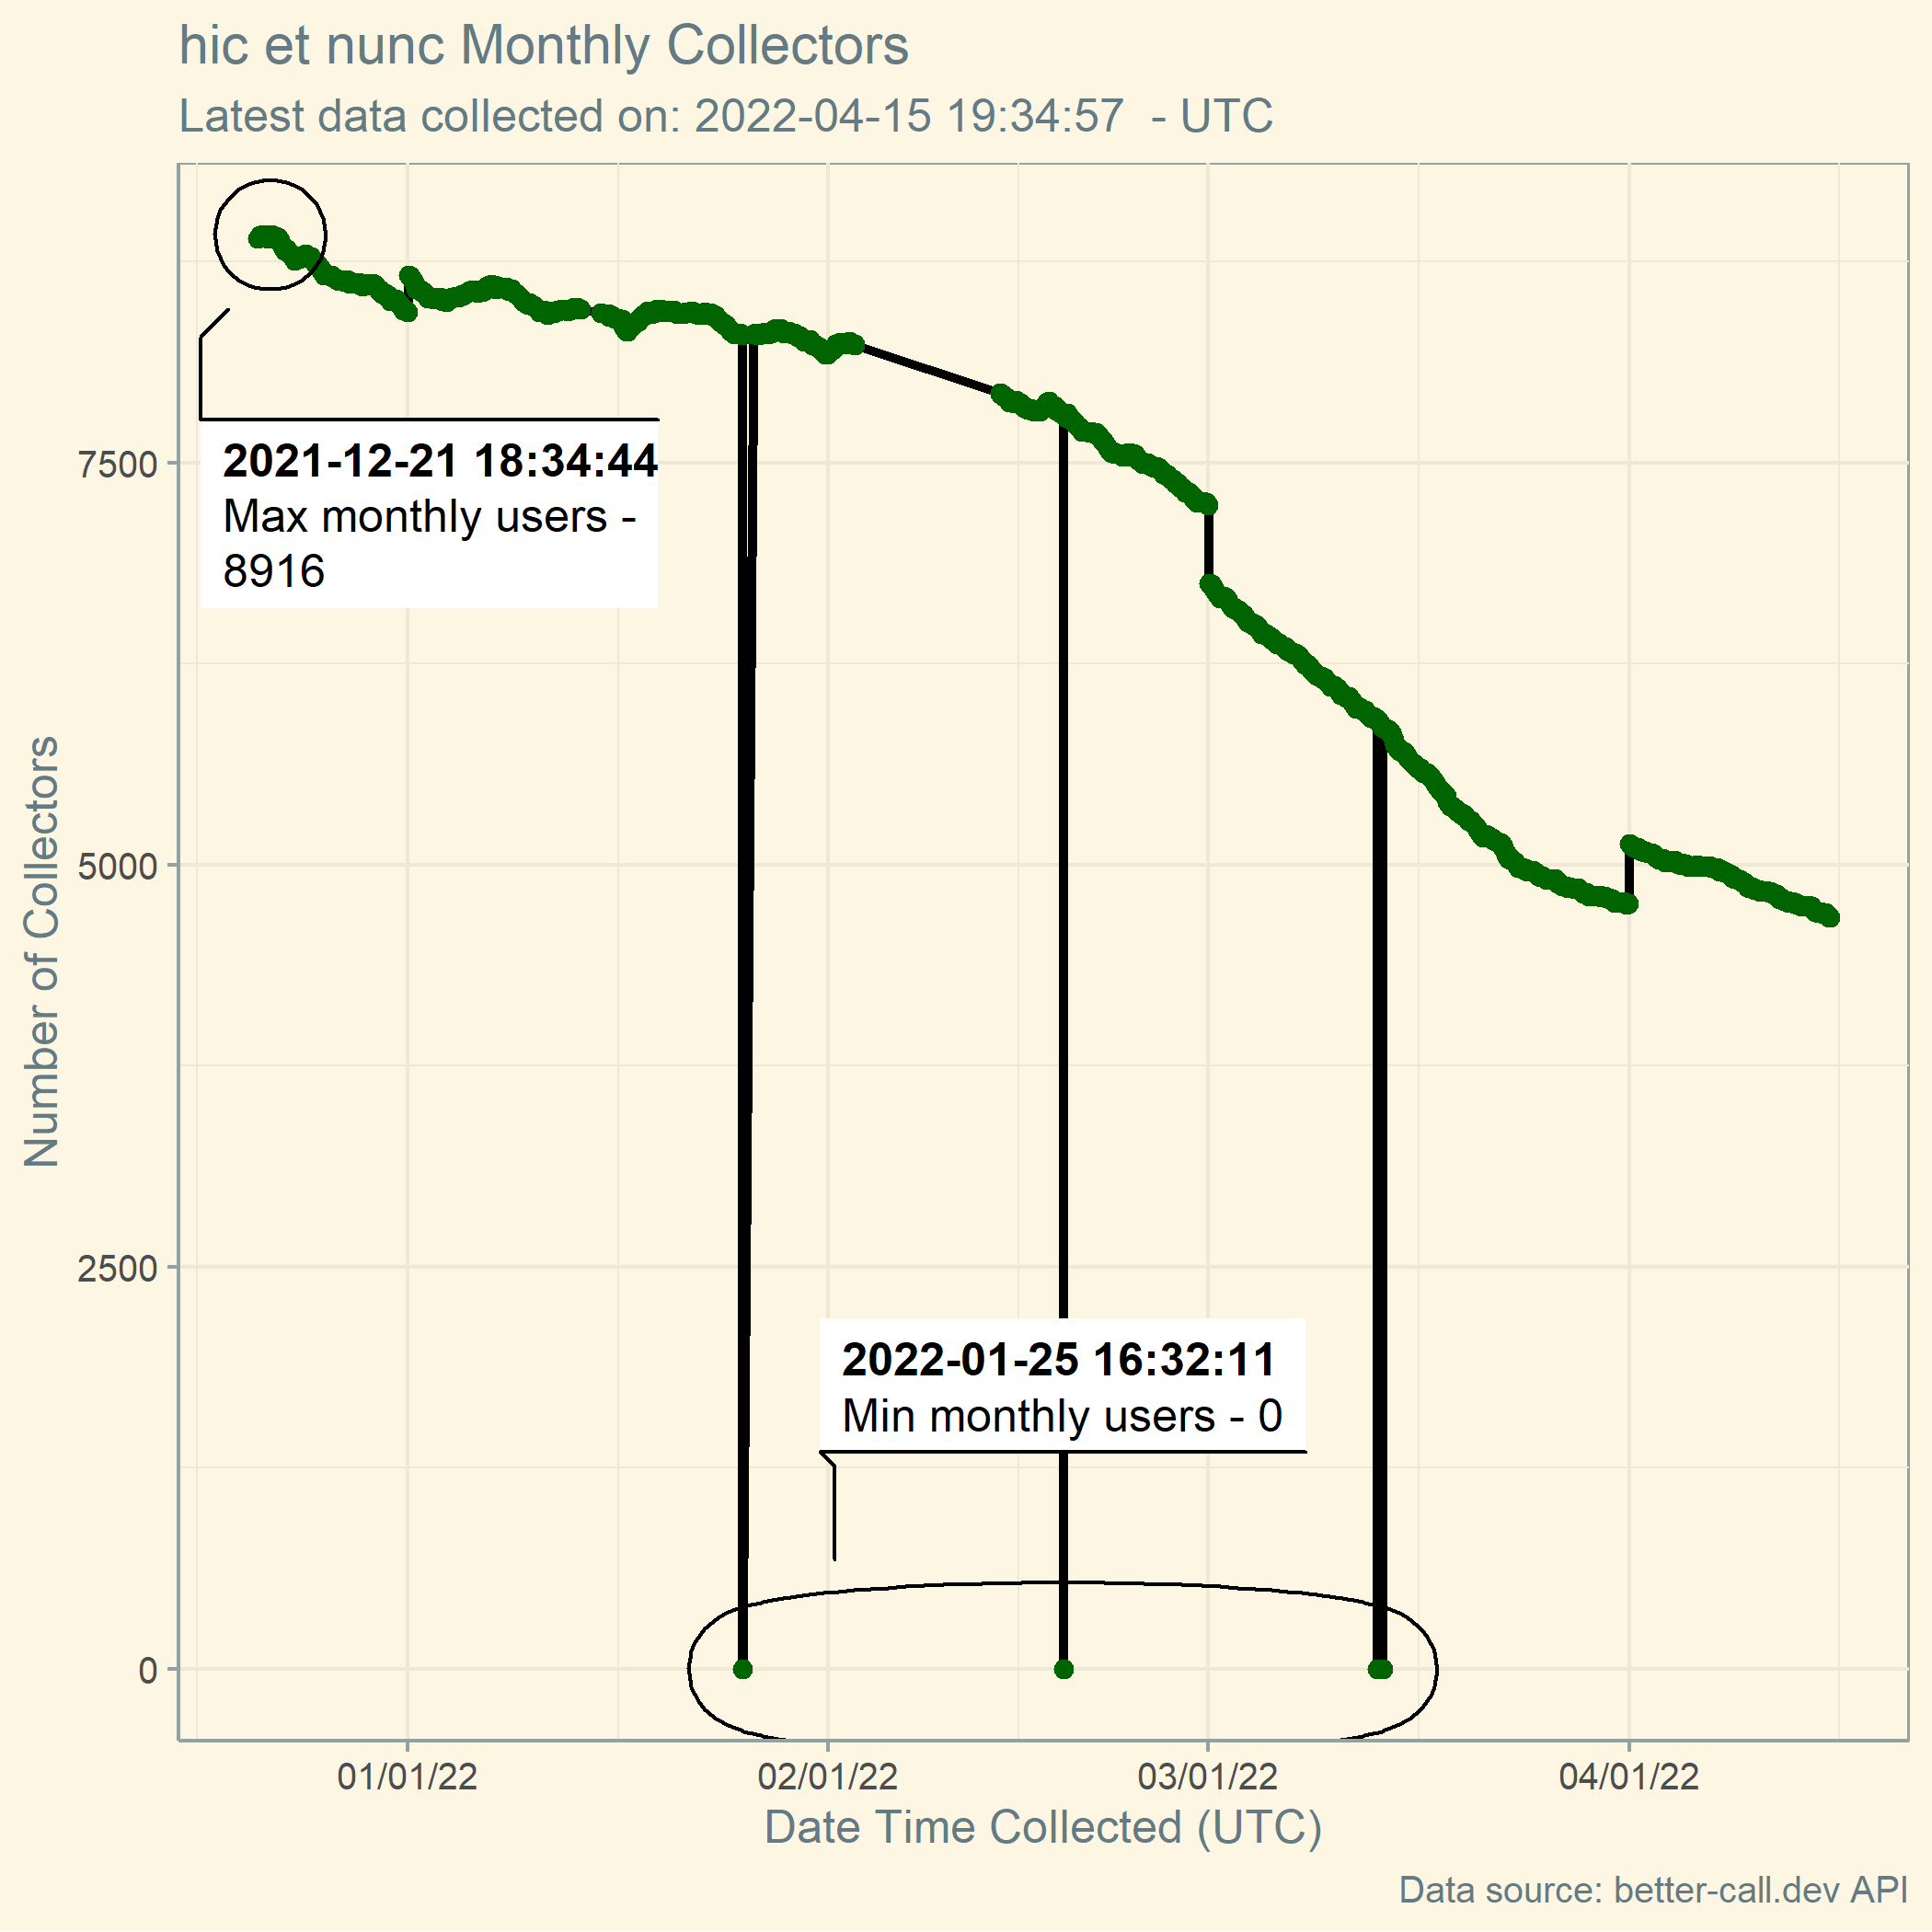 hic et nunc Monthly Collectors
Latest data collected on: 2022-04-15 19:34:57  - UTC
Number of Collectors
7500
5000
2500
0
2021-12-21 18:34:44
Max monthly users -
8916
2022-01-25 16:32:11
Min monthly users - 0
01/01/22
02/01/22
03/01/22
04/01/22
Date Time Collected (UTC)
Data source: better-call.dev API